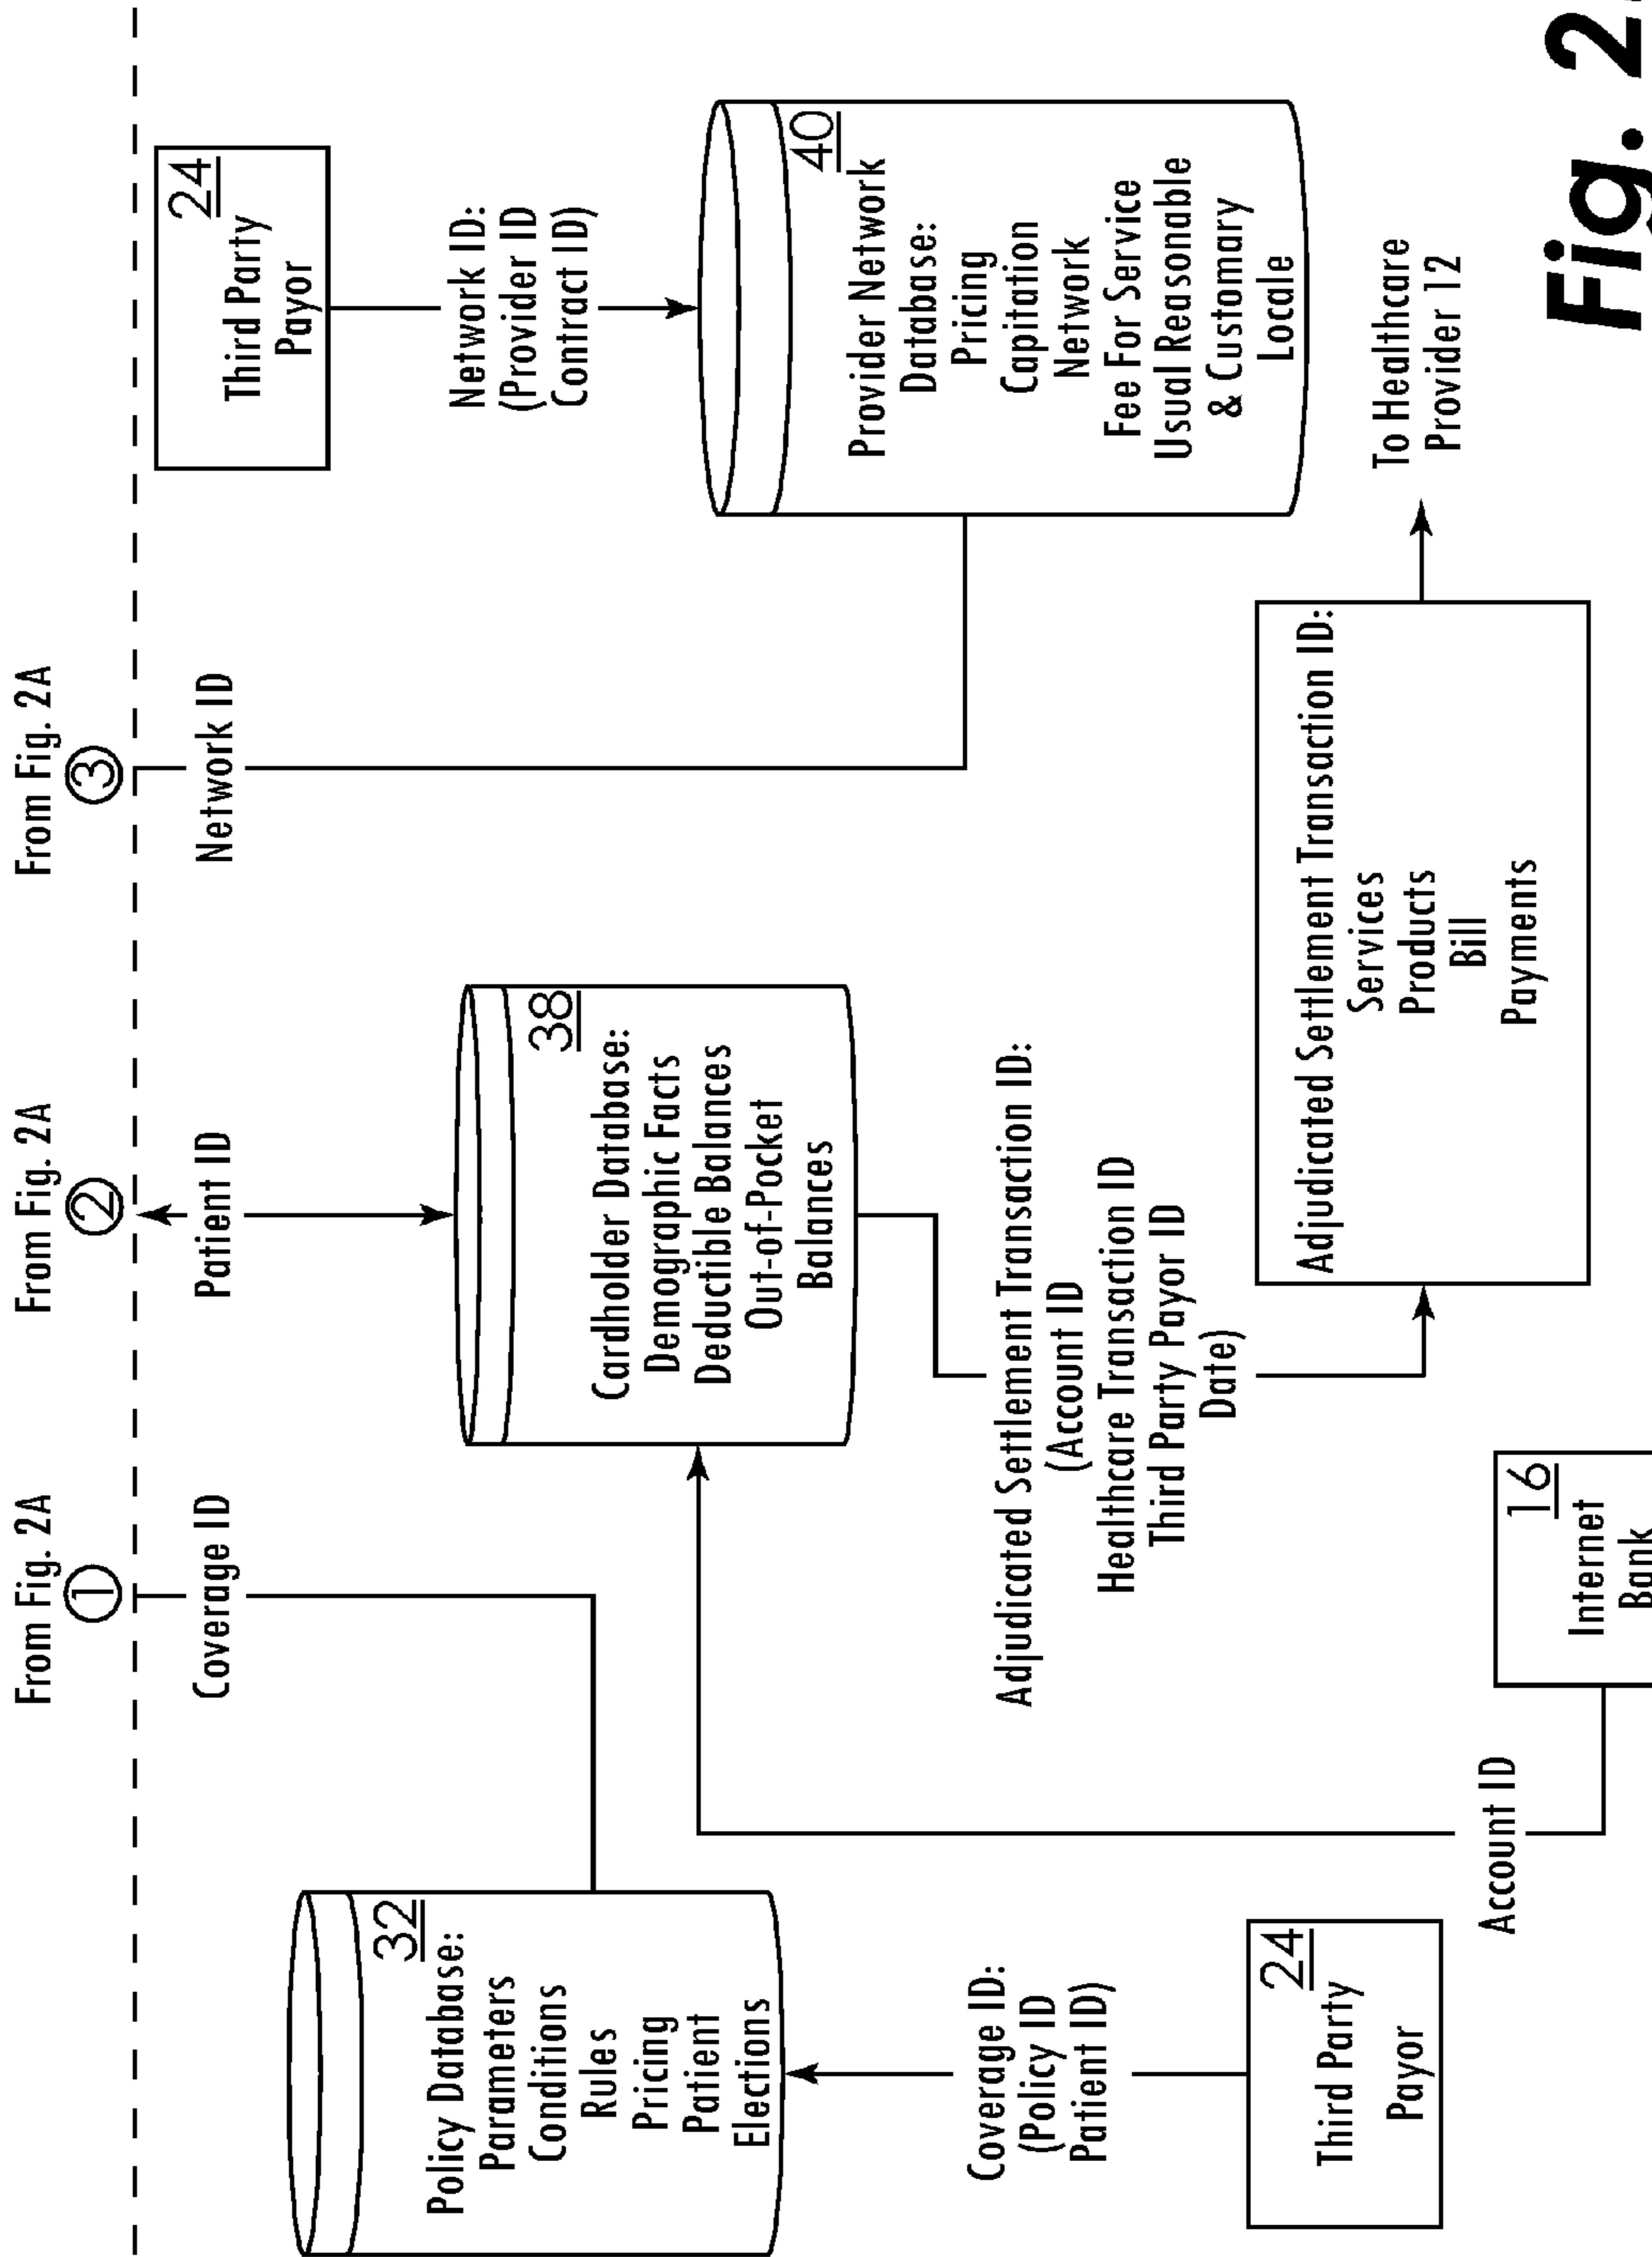 From Fig. 2A
1
Coverage ID
From Fig. 2A
2
Patient ID
From Fig. 2A
3
Network ID
32
Policy Database:
Parameters
Conditions
Rules
Pricing
Patient
Elections
Coverage ID:
(Policy ID
Patient ID)
24
Third Party
Payor
Account ID
16
Internet
Bank
38
Cardholder Database:
Demographic Facts
Deductible Balances
Out-of-Pocket
Balances
Adjudicated Settlement Transaction ID:
(Account ID
Healthcare Transaction ID
Third Party Payor ID
Date)
Adjudicated Settlement Transaction ID:
Services
Products
Bill
Payments
To Healthcare
Provider 12
24
Third Party
Payor
Network ID:
(Provider ID
Contract ID)
40
Provider Network
Database:
Pricing
Capitation
Network
Fee For Service
Usual Reasonable
& Customary
Locale
Fig. 2